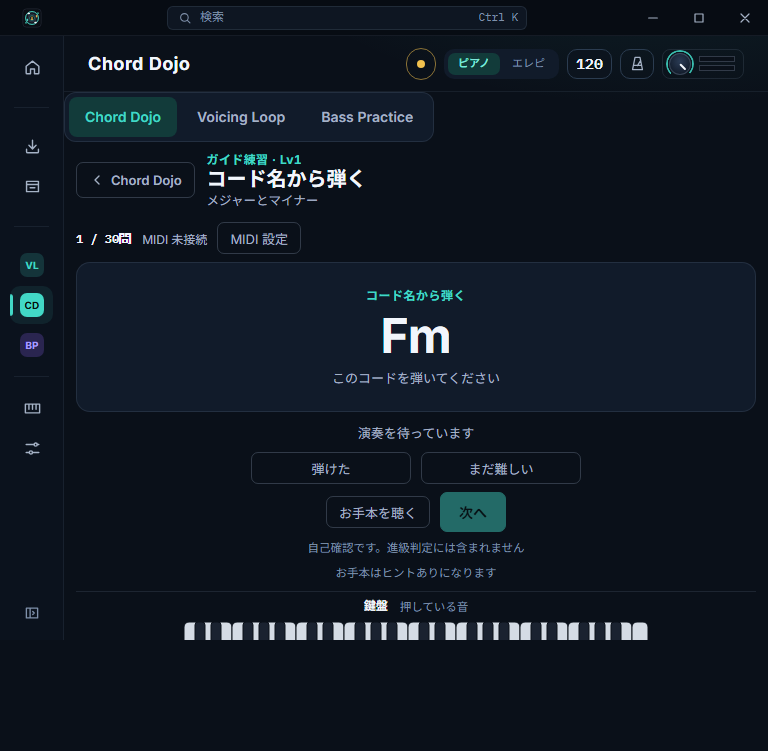 検索 Ctrl K
Chord Dojo ピアノ エレピ 120
Chord Dojo Voicing Loop Bass Practice
ガイド練習 · Lv1
Chord Dojo コード名から弾く
メジャーとマイナー
1 / 30問 MIDI 未接続 MIDI 設定
VL
CD
BP
コード名から弾く
Fm
このコードを弾いてください
演奏を待っています
弾けた まだ難しい
お手本を聴く 次へ
自己確認です。進級判定には含まれません
お手本はヒントありになります
鍵盤 押している音